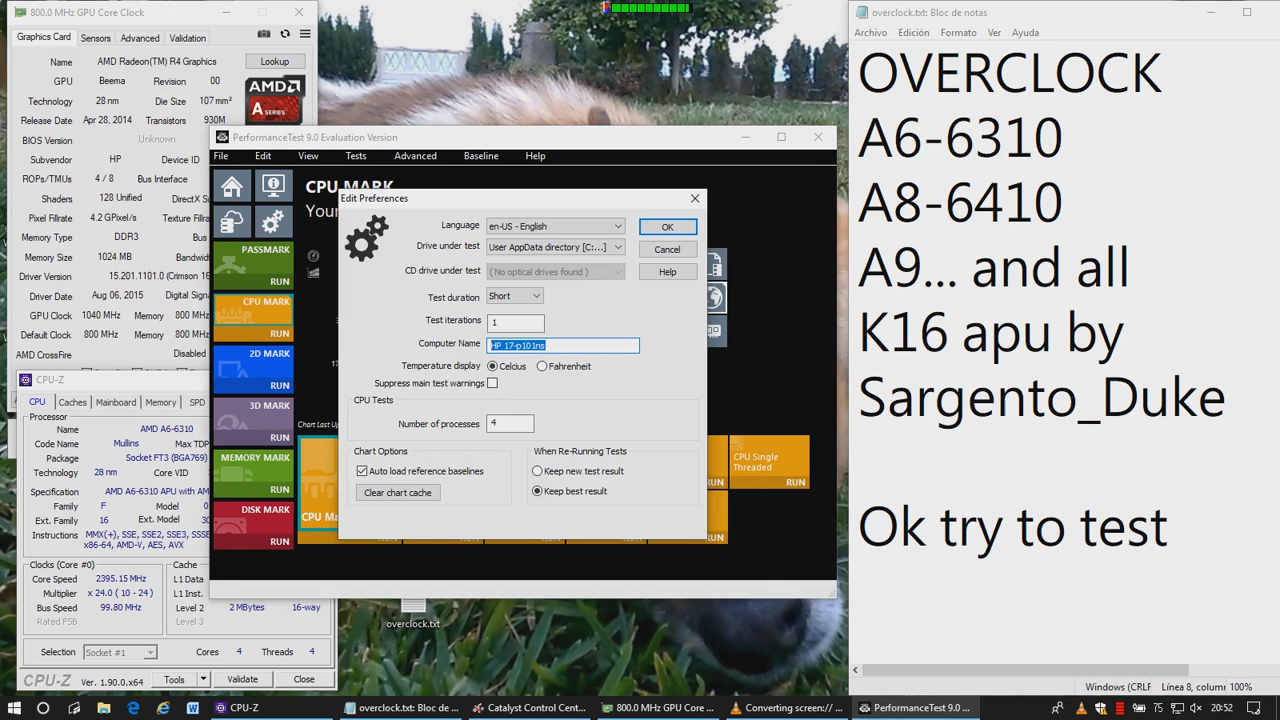 800.0 MHz GPU Core Clock
Graphics Card Sensors Advanced Validation
Name AMD Radeon(TM) R4 Graphics Lookup
GPU Beema Revision 00
Technology 28 nm Die Size 107 mm²
Release Date Apr 28, 2014 Transistors 930M
BIOS Version Unknown
Subvendor HP Device ID
ROPs/TMUs 4 / 8 Bus Interface
Shaders 128 Unified DirectX S
Pixel Fillrate 4.2 GPixel/s Texture Fillra
Memory Type DDR3
Memory Size 1024 MB
Driver Version 15.201.1101.0 (Crimson 16
Driver Date Aug 06, 2015 Digital Sign
GPU Clock 1040 MHz Memory 800 MHz
Default Clock 800 MHz Memory 800 MHz
AMD CrossFire Disabled
AMD
A SERIES
CPU-Z
CPU Caches Mainboard Memory SPD
Processor
Name AMD A6-6310
Code Name Mullins Max TDP
Package Socket FT3 (BGA769)
Technology 28 nm Core VID
Specification AMD A6-6310 APU with AM
Family F Model 0
Ext. Family 16 Ext. Model 30
Instructions MMX(+), SSE, SSE2, SSE3, SSSE
x86-64, AMD-V, AES, AVX
Clocks (Core #0) Cache
Core Speed 2395.15 MHz L1 Data
Multiplier x 24.0 (10 - 24) L1 Inst.
Bus Speed 99.80 MHz Level 2 2 MBytes 16-way
Rated FSB Level 3
Selection Socket #1 Cores 4 Threads 4
CPU-Z Ver. 1.90.0.x64 Tools Validate Close
PerformanceTest 9.0 Evaluation Version
File Edit View Tests Advanced Baseline Help
CPU MARK
Your
PASSMARK
RUN
CPU MARK
RUN
2D MARK
RUN
3D MARK
RUN
MEMORY MARK
RUN
DISK MARK
RUN
Chart Last Up
CPU Ma
CPU Single
Threaded
RUN RUN
RUN
Edit Preferences
Language en-US - English OK
Drive under test User AppData directory [C:...] Cancel
CD drive under test ( No optical drives found ) Help
Test duration Short
Test iterations 1
Computer Name HP 17-p101ns
Temperature display Celcius Fahrenheit
Suppress main test warnings
CPU Tests
Number of processes 4
Chart Options When Re-Running Tests
Auto load reference baselines Keep new test result
Clear chart cache Keep best result
overclock.txt
overclock.txt: Bloc de notas
Archivo Edición Formato Ver Ayuda
OVERCLOCK
A6-6310
A8-6410
A9... and all
K16 apu by
Sargento_Duke
Ok try to test
Windows (CRLF Línea 8, column 100%
CPU-Z overclock.txt: Bloc de ... Catalyst Control Cent... 800.0 MHz GPU Core ... Converting screen:// ... PerformanceTest 9.0 ... 75 20:52